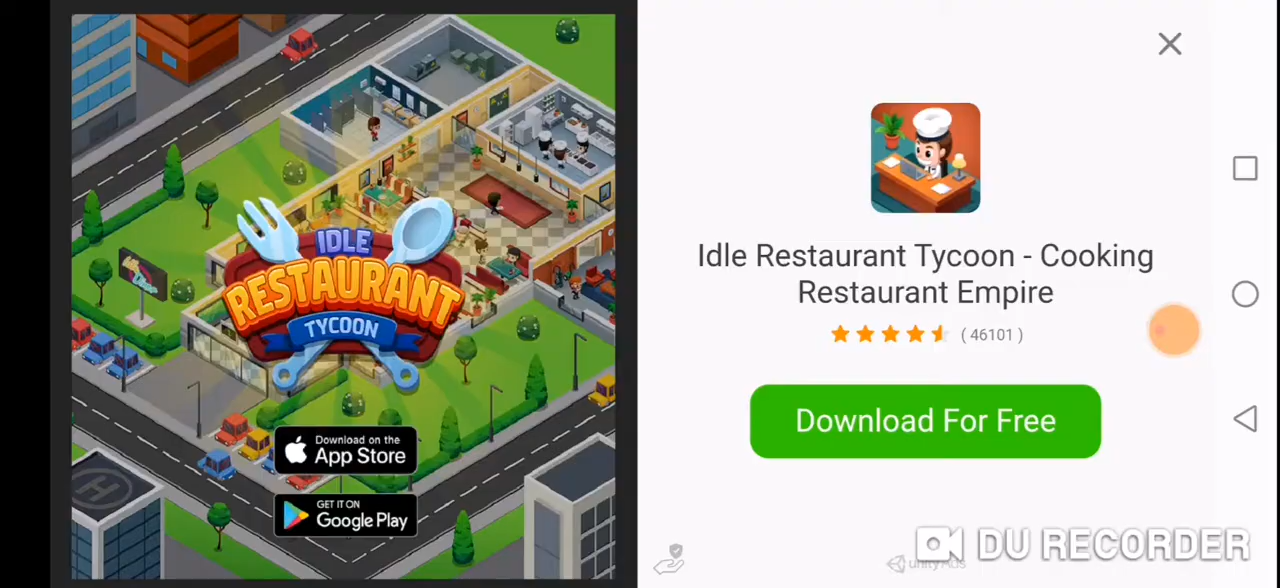 IDLE
RESTAURANT
TYCOON
Download on the
App Store
GET IT ON
Google Play
H
Idle Restaurant Tycoon - Cooking
Restaurant Empire
( 46101 )
Download For Free
DU RECORDER
unityAds